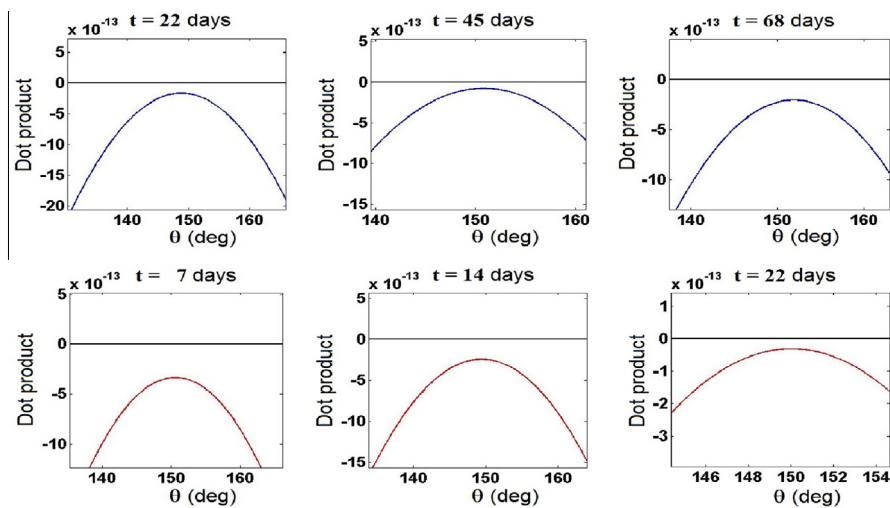 x 10^-13 t = 22 days
5
0
-5
-10
-15
-20
Dot product
140 150 160
θ (deg)
x 10^-13 t = 45 days
5
0
-5
-10
-15
Dot product
140 150 160
θ (deg)
x 10^-13 t = 68 days
0
-5
-10
Dot product
140 150 160
θ (deg)
x 10^-13 t = 7 days
5
0
-5
-10
Dot product
140 150 160
θ (deg)
x 10^-13 t = 14 days
5
0
-5
-10
-15
Dot product
140 150 160
θ (deg)
x 10^-13 t = 22 days
1
0
-1
-2
-3
Dot product
146 148 150 152 154
θ (deg)